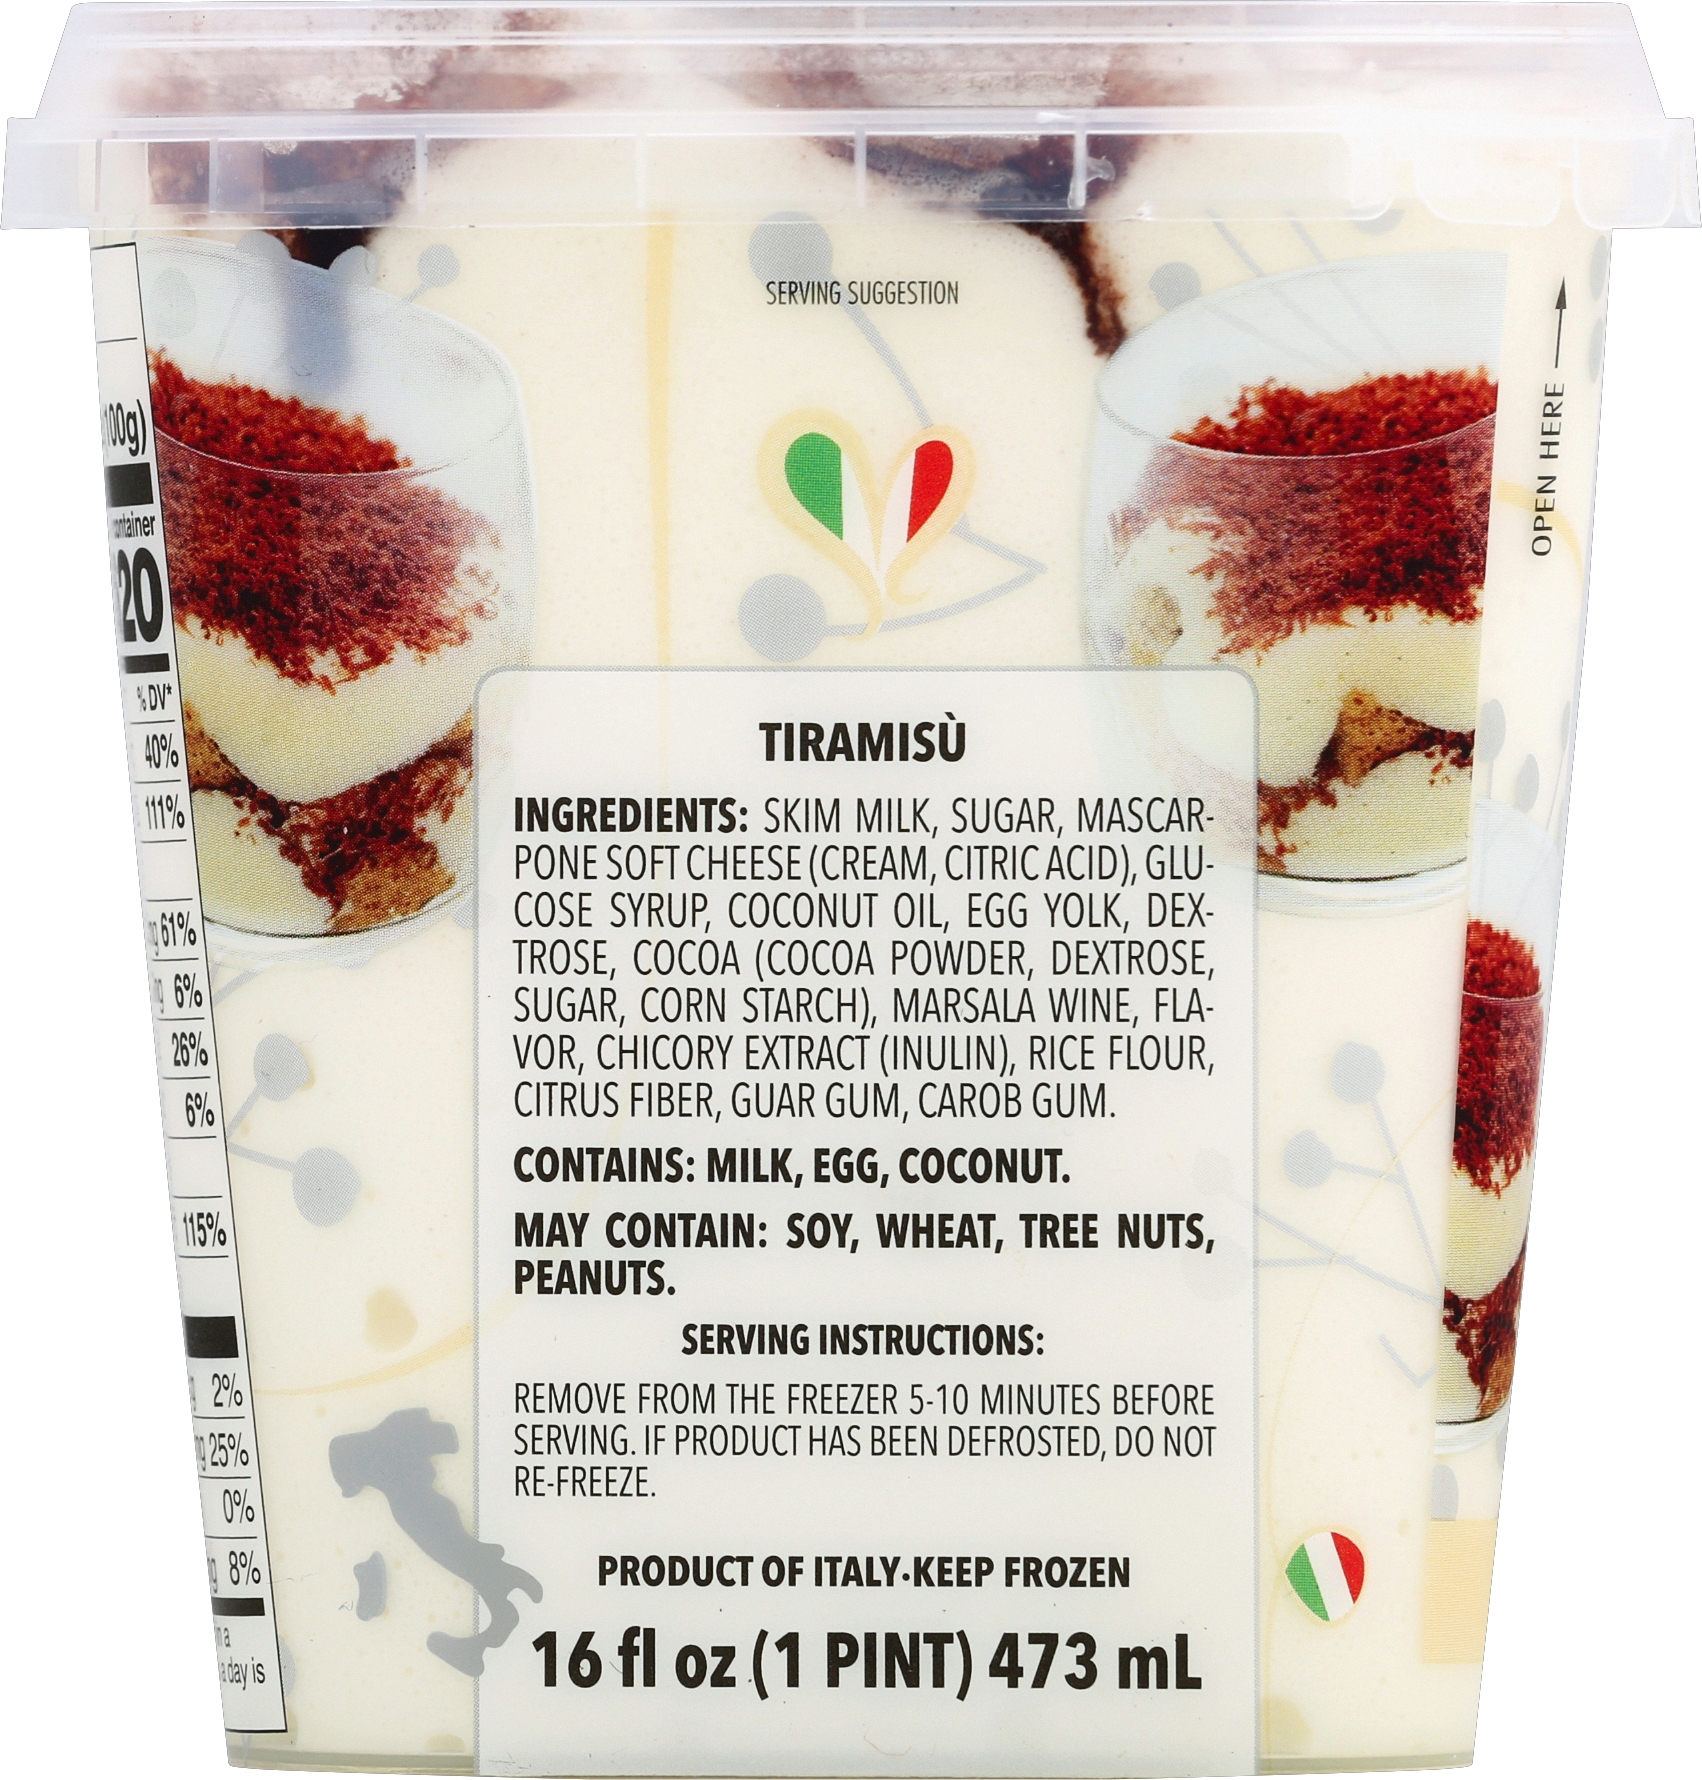 SERVING SUGGESTION
OPEN HERE
100g)
container
20
% DV*
40%
111%
61%
6%
26%
6%
115%
2%
25%
0%
8%
in a
a day is
TIRAMISÙ
INGREDIENTS: SKIM MILK, SUGAR, MASCAR-
PONE SOFT CHEESE (CREAM, CITRIC ACID), GLU-
COSE SYRUP, COCONUT OIL, EGG YOLK, DEX-
TROSE, COCOA (COCOA POWDER, DEXTROSE,
SUGAR, CORN STARCH), MARSALA WINE, FLA-
VOR, CHICORY EXTRACT (INULIN), RICE FLOUR,
CITRUS FIBER, GUAR GUM, CAROB GUM.
CONTAINS: MILK, EGG, COCONUT.
MAY CONTAIN: SOY, WHEAT, TREE NUTS,
PEANUTS.
SERVING INSTRUCTIONS:
REMOVE FROM THE FREEZER 5-10 MINUTES BEFORE
SERVING. IF PRODUCT HAS BEEN DEFROSTED, DO NOT
RE-FREEZE.
PRODUCT OF ITALY•KEEP FROZEN
16 fl oz (1 PINT) 473 mL